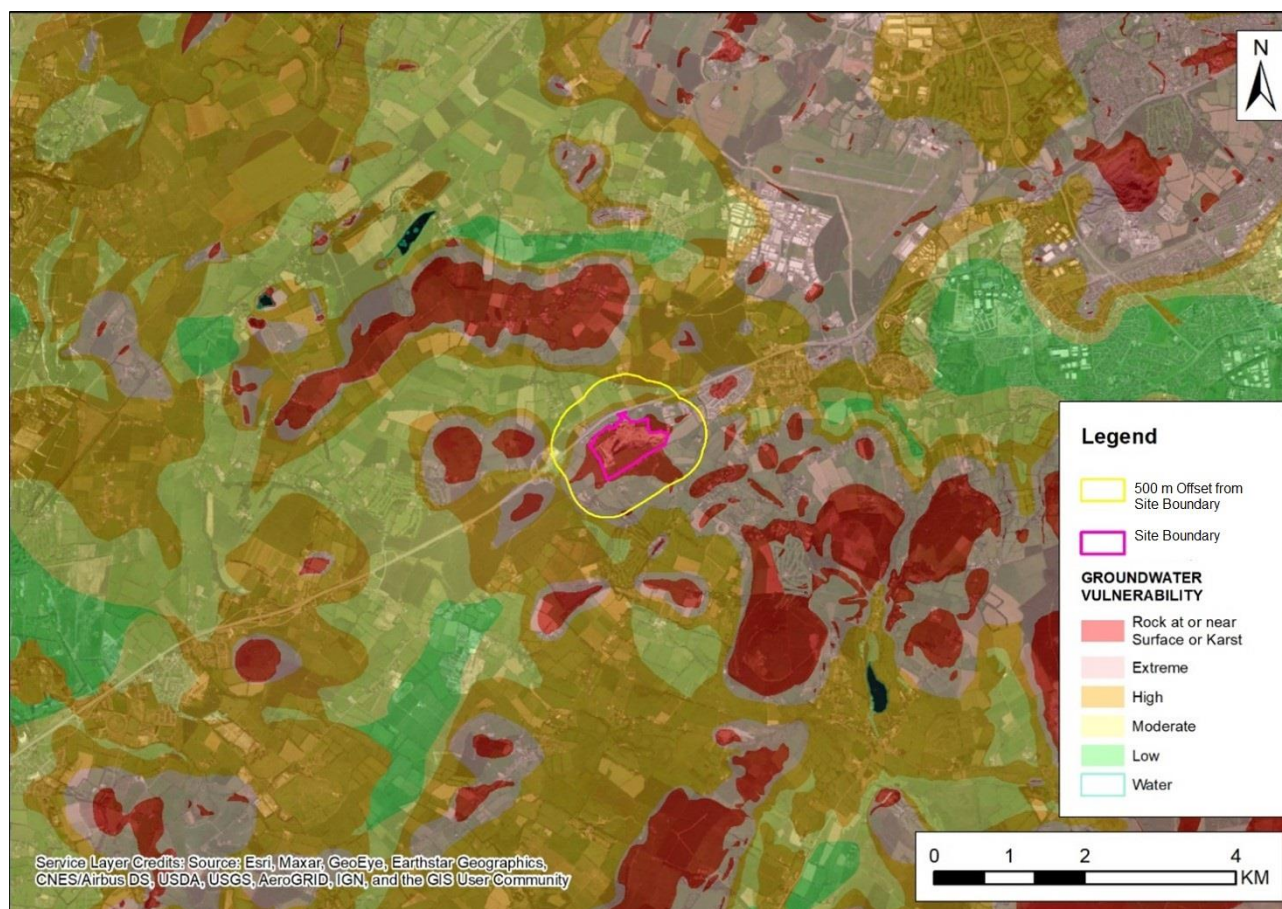 N
Legend
500 m Offset from
Site Boundary
Site Boundary
GROUNDWATER
VULNERABILITY
Rock at or near
Surface or Karst
Extreme
High
Moderate
Low
Water
0 1 2 4
KM
Service Layer Credits: Source: Esri, Maxar, GeoEye, Earthstar Geographics,
CNES/Airbus DS, USDA, USGS, AeroGRID, IGN, and the GIS User Community